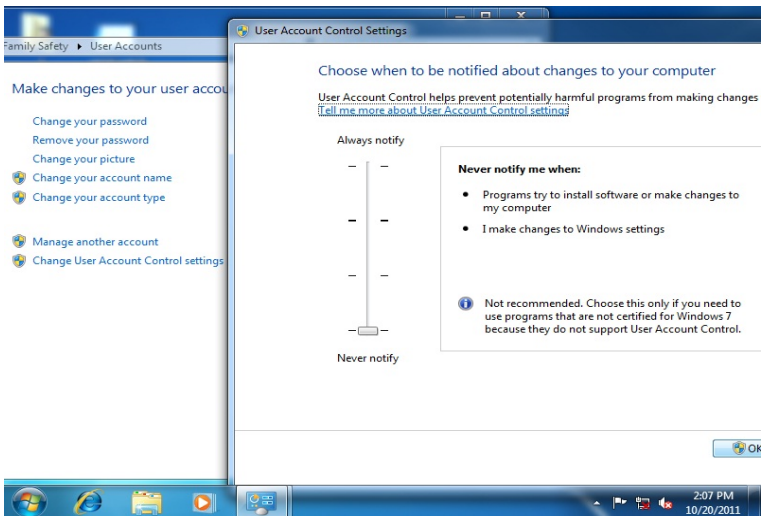 User Account Control Settings
Family Safety ▸ User Accounts
Make changes to your user accou
Change your password
Remove your password
Change your picture
Change your account name
Change your account type
Manage another account
Change User Account Control settings
Choose when to be notified about changes to your computer
User Account Control helps prevent potentially harmful programs from making changes
Tell me more about User Account Control settings
Always notify
Never notify me when:
• Programs try to install software or make changes to
my computer
• I make changes to Windows settings
Not recommended. Choose this only if you need to
use programs that are not certified for Windows 7
because they do not support User Account Control.
Never notify
OK
2:07 PM
10/20/2011